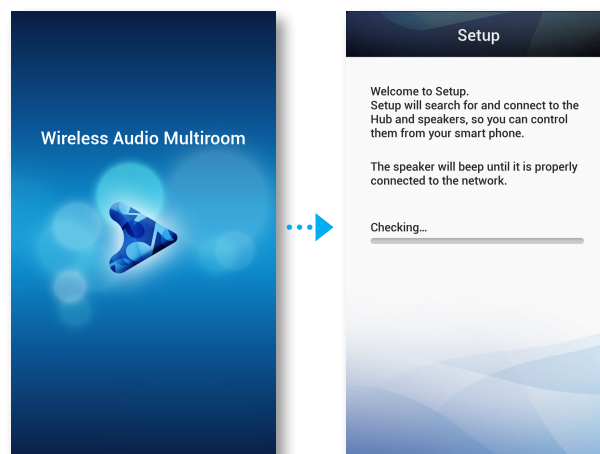 Wireless Audio Multiroom
Setup
Welcome to Setup.
Setup will search for and connect to the
Hub and speakers, so you can control
them from your smart phone.
The speaker will beep until it is properly
connected to the network.
Checking...